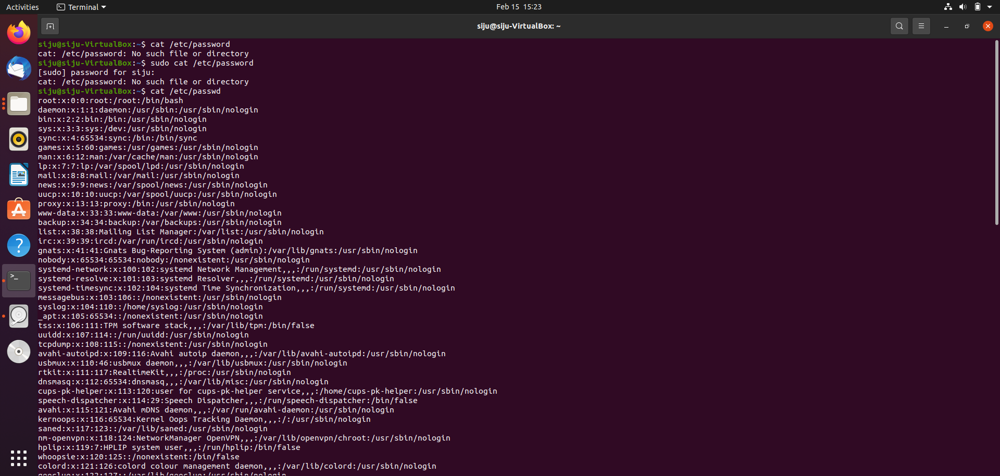 Activities
Terminal
Feb 15 15:23
siju@siju-VirtualBox: ~
siju@siju-VirtualBox:~$ cat /etc/password
cat: /etc/password: No such file or directory
siju@siju-VirtualBox:~$ sudo cat /etc/password
[sudo] password for siju:
cat: /etc/password: No such file or directory
siju@siju-VirtualBox:~$ cat /etc/passwd
root:x:0:0:root:/root:/bin/bash
daemon:x:1:1:daemon:/usr/sbin:/usr/sbin/nologin
bin:x:2:2:bin:/bin:/usr/sbin/nologin
sys:x:3:3:sys:/dev:/usr/sbin/nologin
sync:x:4:65534:sync:/bin:/bin/sync
games:x:5:60:games:/usr/games:/usr/sbin/nologin
man:x:6:12:man:/var/cache/man:/usr/sbin/nologin
lp:x:7:7:lp:/var/spool/lpd:/usr/sbin/nologin
mail:x:8:8:mail:/var/mail:/usr/sbin/nologin
news:x:9:9:news:/var/spool/news:/usr/sbin/nologin
uucp:x:10:10:uucp:/var/spool/uucp:/usr/sbin/nologin
proxy:x:13:13:proxy:/bin:/usr/sbin/nologin
www-data:x:33:33:www-data:/var/www:/usr/sbin/nologin
backup:x:34:34:backup:/var/backups:/usr/sbin/nologin
list:x:38:38:Mailing List Manager:/var/list:/usr/sbin/nologin
irc:x:39:39:ircd:/var/run/ircd:/usr/sbin/nologin
gnats:x:41:41:Gnats Bug-Reporting System (admin):/var/lib/gnats:/usr/sbin/nologin
nobody:x:65534:65534:nobody:/nonexistent:/usr/sbin/nologin
systemd-network:x:100:102:systemd Network Management,,,:/run/systemd:/usr/sbin/nologin
systemd-resolve:x:101:103:systemd Resolver,,,:/run/systemd:/usr/sbin/nologin
systemd-timesync:x:102:104:systemd Time Synchronization,,,:/run/systemd:/usr/sbin/nologin
messagebus:x:103:106::/nonexistent:/usr/sbin/nologin
syslog:x:104:110::/home/syslog:/usr/sbin/nologin
_apt:x:105:65534::/nonexistent:/usr/sbin/nologin
tss:x:106:111:TPM software stack,,,:/var/lib/tpm:/bin/false
uuidd:x:107:114::/run/uuidd:/usr/sbin/nologin
tcpdump:x:108:115::/nonexistent:/usr/sbin/nologin
avahi-autoipd:x:109:116:Avahi autoip daemon,,,:/var/lib/avahi-autoipd:/usr/sbin/nologin
usbmux:x:110:46:usbmux daemon,,,:/var/lib/usbmux:/usr/sbin/nologin
rtkit:x:111:117:RealtimeKit,,,:/proc:/usr/sbin/nologin
dnsmasq:x:112:65534:dnsmasq,,,:/var/lib/misc:/usr/sbin/nologin
cups-pk-helper:x:113:120:user for cups-pk-helper service,,,:/home/cups-pk-helper:/usr/sbin/nologin
speech-dispatcher:x:114:29:Speech Dispatcher,,,:/run/speech-dispatcher:/bin/false
avahi:x:115:121:Avahi mDNS daemon,,,:/var/run/avahi-daemon:/usr/sbin/nologin
kernoops:x:116:65534:Kernel Oops Tracking Daemon,,,:/:/usr/sbin/nologin
saned:x:117:123::/var/lib/saned:/usr/sbin/nologin
nm-openvpn:x:118:124:NetworkManager OpenVPN,,,:/var/lib/openvpn/chroot:/usr/sbin/nologin
hplip:x:119:7:HPLIP system user,,,:/run/hplip:/bin/false
whoopsie:x:120:125::/nonexistent:/bin/false
colord:x:121:126:colord colour management daemon,,,:/var/lib/colord:/usr/sbin/nologin
geoclue:x:122:127::/var/lib/geoclue:/usr/sbin/nologin